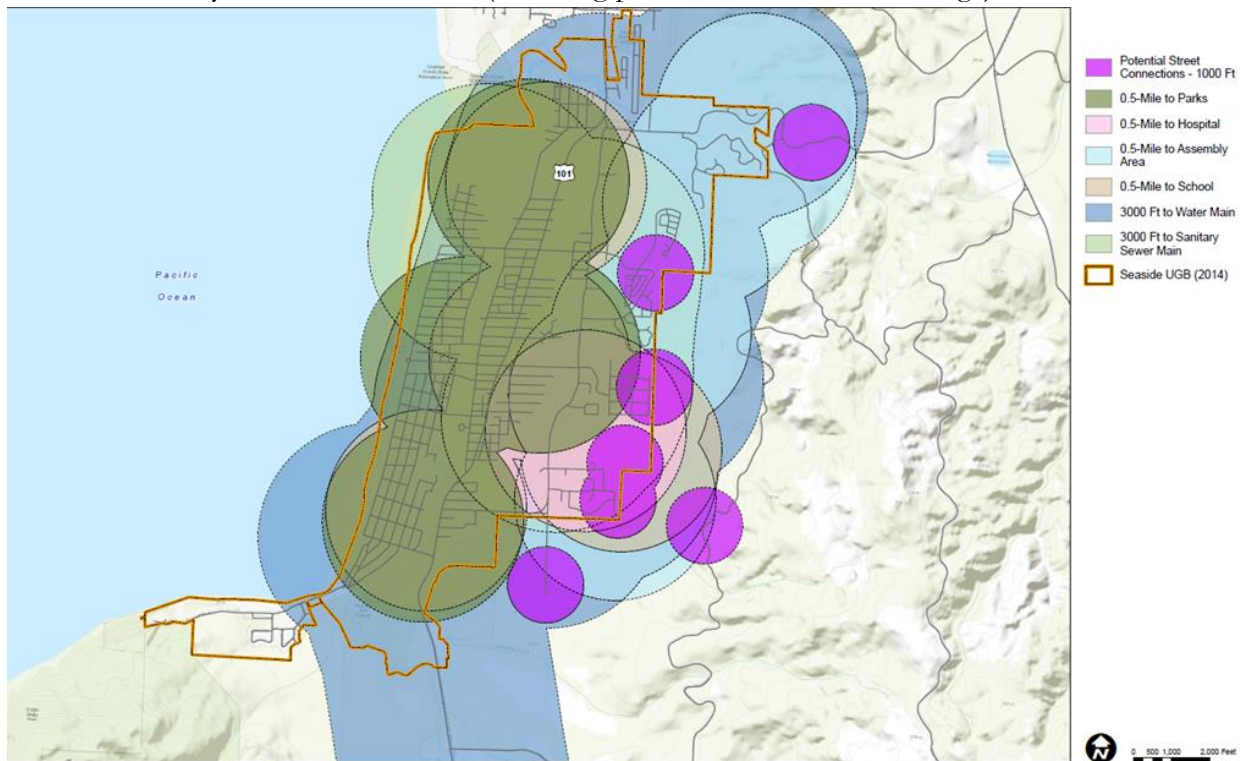 Pacific
Ocean
101
Potential Street
Connections - 1000 Ft
0.5-Mile to Parks
0.5-Mile to Hospital
0.5-Mile to Assembly
Area
0.5-Mile to School
3000 Ft to Water Main
3000 Ft to Sanitary
Sewer Main
Seaside UGB (2014)
0 500 1,000 2,000 Feet